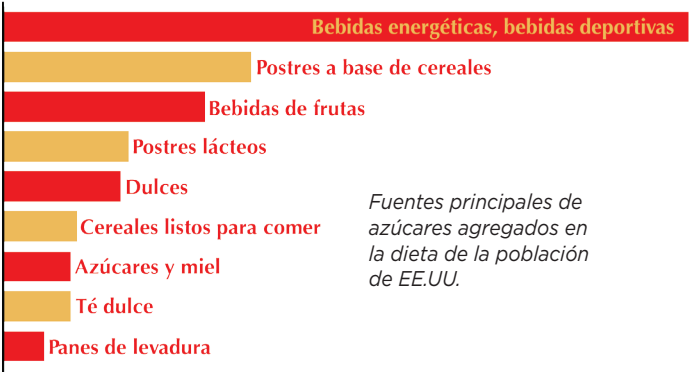 Bebidas energéticas, bebidas deportivas
Postres a base de cereales
Bebidas de frutas
Postres lácteos
Dulces
Cereales listos para comer
Azúcares y miel
Té dulce
Panes de levadura
Fuentes principales de
azúcares agregados en
la dieta de la población
de EE.UU.